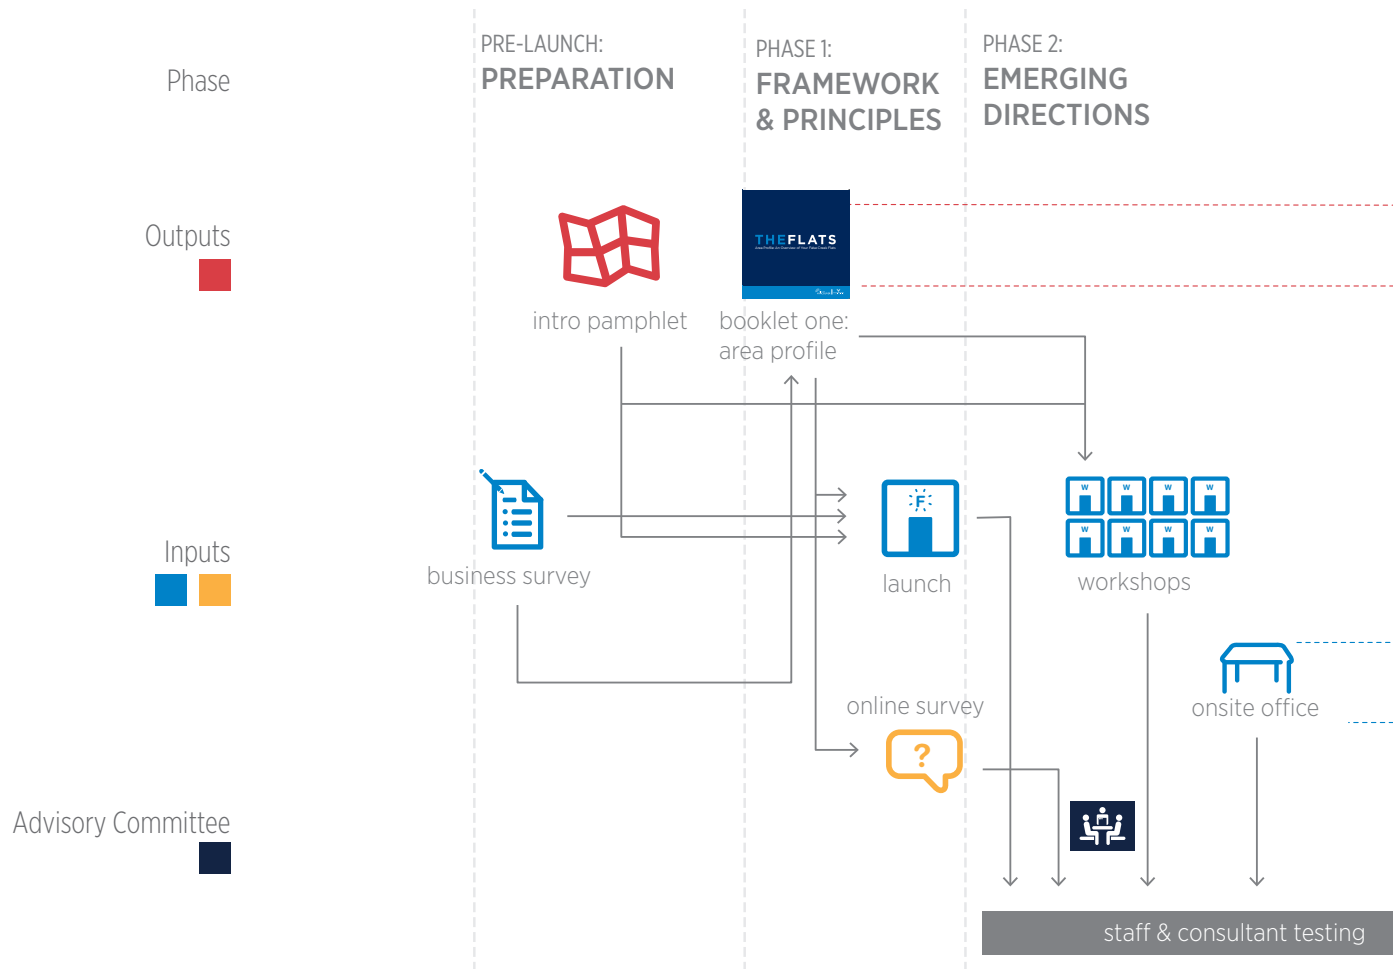 Phase
PRE-LAUNCH:
PREPARATION
PHASE 1:
FRAMEWORK
& PRINCIPLES
PHASE 2:
EMERGING
DIRECTIONS
Outputs
THEFLATS
intro pamphlet
booklet one:
area profile
Inputs
business survey
F
launch
W W W W
W W W W
workshops
onsite office
online survey
?
Advisory Committee
staff & consultant testing